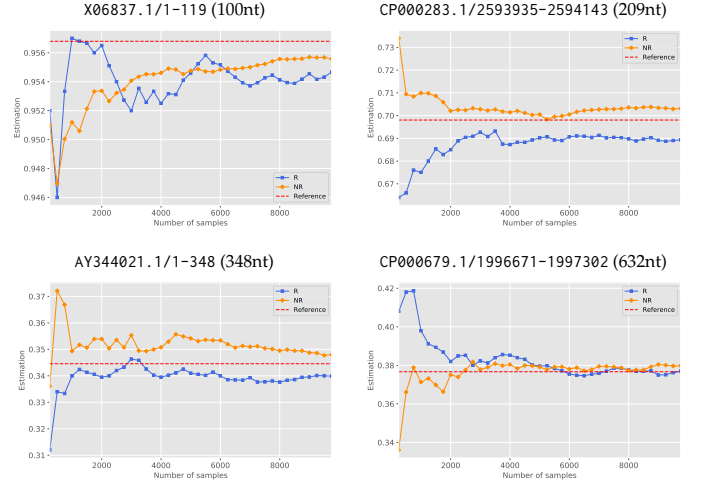 X06837.1/1-119 (100nt)
0.956
0.954
0.952
0.950
0.948
0.946
Estimation
R
NR
Reference
2000
4000
6000
8000
Number of samples
CP000283.1/2593935-2594143 (209nt)
0.73
0.72
0.71
0.70
0.69
0.68
0.67
Estimation
R
NR
Reference
2000
4000
6000
8000
Number of samples
AY344021.1/1-348 (348nt)
0.37
0.36
0.35
0.34
0.33
0.32
0.31
Estimation
R
NR
Reference
2000
4000
6000
8000
Number of samples
CP000679.1/1996671-1997302 (632nt)
0.42
0.40
0.38
0.36
0.34
Estimation
R
NR
Reference
2000
4000
6000
8000
Number of samples